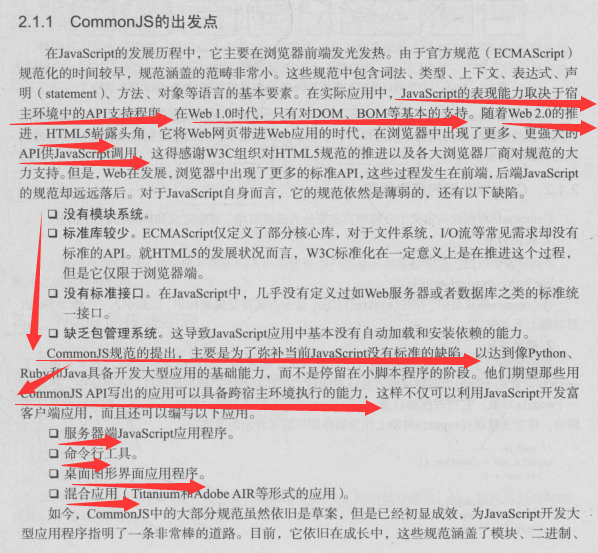 2.1.1 CommonJS的出发点
在JavaScript的发展历程中，它主要在浏览器前端发光发热。由于官方规范（ECMAScript）
规范化的时间较早，规范涵盖的范畴非常小。这些规范中包含词法、类型、上下文、表达式、声
明（statement）、方法、对象等语言的基本要素。在实际应用中，JavaScript的表现能力取决于宿
主环境中的API支持程度。在Web 1.0时代，只有对DOM、BOM等基本的支持。随着Web 2.0的推
进，HTML5崭露头角，它将Web网页带进Web应用的时代，在浏览器中出现了更多、更强大的
API供JavaScript调用，这得感谢W3C组织对HTML5规范的推进以及各大浏览器厂商对规范的大
力支持。但是，Web在发展，浏览器中出现了更多的标准API，这些过程发生在前端，后端JavaScript
的规范却远远落后。对于JavaScript自身而言，它的规范依然是薄弱的，还有以下缺陷。
❑ 没有模块系统。
❑ 标准库较少。ECMAScript仅定义了部分核心库，对于文件系统，I/O流等常见需求却没有
标准的API。就HTML5的发展状况而言，W3C标准化在一定意义上是在推进这个过程，
但是它仅限于浏览器端。
❑ 没有标准接口。在JavaScript中，几乎没有定义过如Web服务器或者数据库之类的标准统
一接口。
❑ 缺乏包管理系统。这导致JavaScript应用中基本没有自动加载和安装依赖的能力。
CommonJS规范的提出，主要是为了弥补当前JavaScript没有标准的缺陷，以达到像Python、
Ruby和Java具备开发大型应用的基础能力，而不是停留在小脚本程序的阶段。他们期望那些用
CommonJS API写出的应用可以具备跨宿主环境执行的能力，这样不仅可以利用JavaScript开发富
客户端应用，而且还可以编写以下应用。
❑ 服务器端JavaScript应用程序。
❑ 命令行工具。
❑ 桌面图形界面应用程序。
❑ 混合应用（Titanium和Adobe AIR等形式的应用）。
如今，CommonJS中的大部分规范虽然依旧是草案，但是已经初显成效，为JavaScript开发大
型应用程序指明了一条非常棒的道路。目前，它依旧在成长中，这些规范涵盖了模块、二进制、